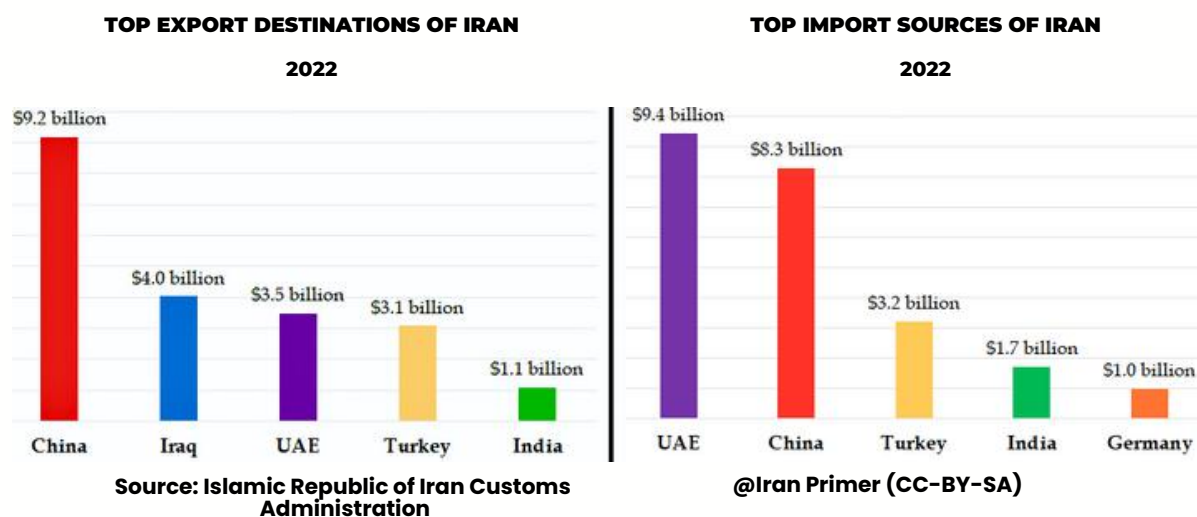 TOP EXPORT DESTINATIONS OF IRAN
2022
$9.2 billion
$4.0 billion
$3.5 billion
$3.1 billion
$1.1 billion
China Iraq UAE Turkey India
Source: Islamic Republic of Iran Customs
Administration
TOP IMPORT SOURCES OF IRAN
2022
$9.4 billion
$8.3 billion
$3.2 billion
$1.7 billion
$1.0 billion
UAE China Turkey India Germany
@Iran Primer (CC-BY-SA)